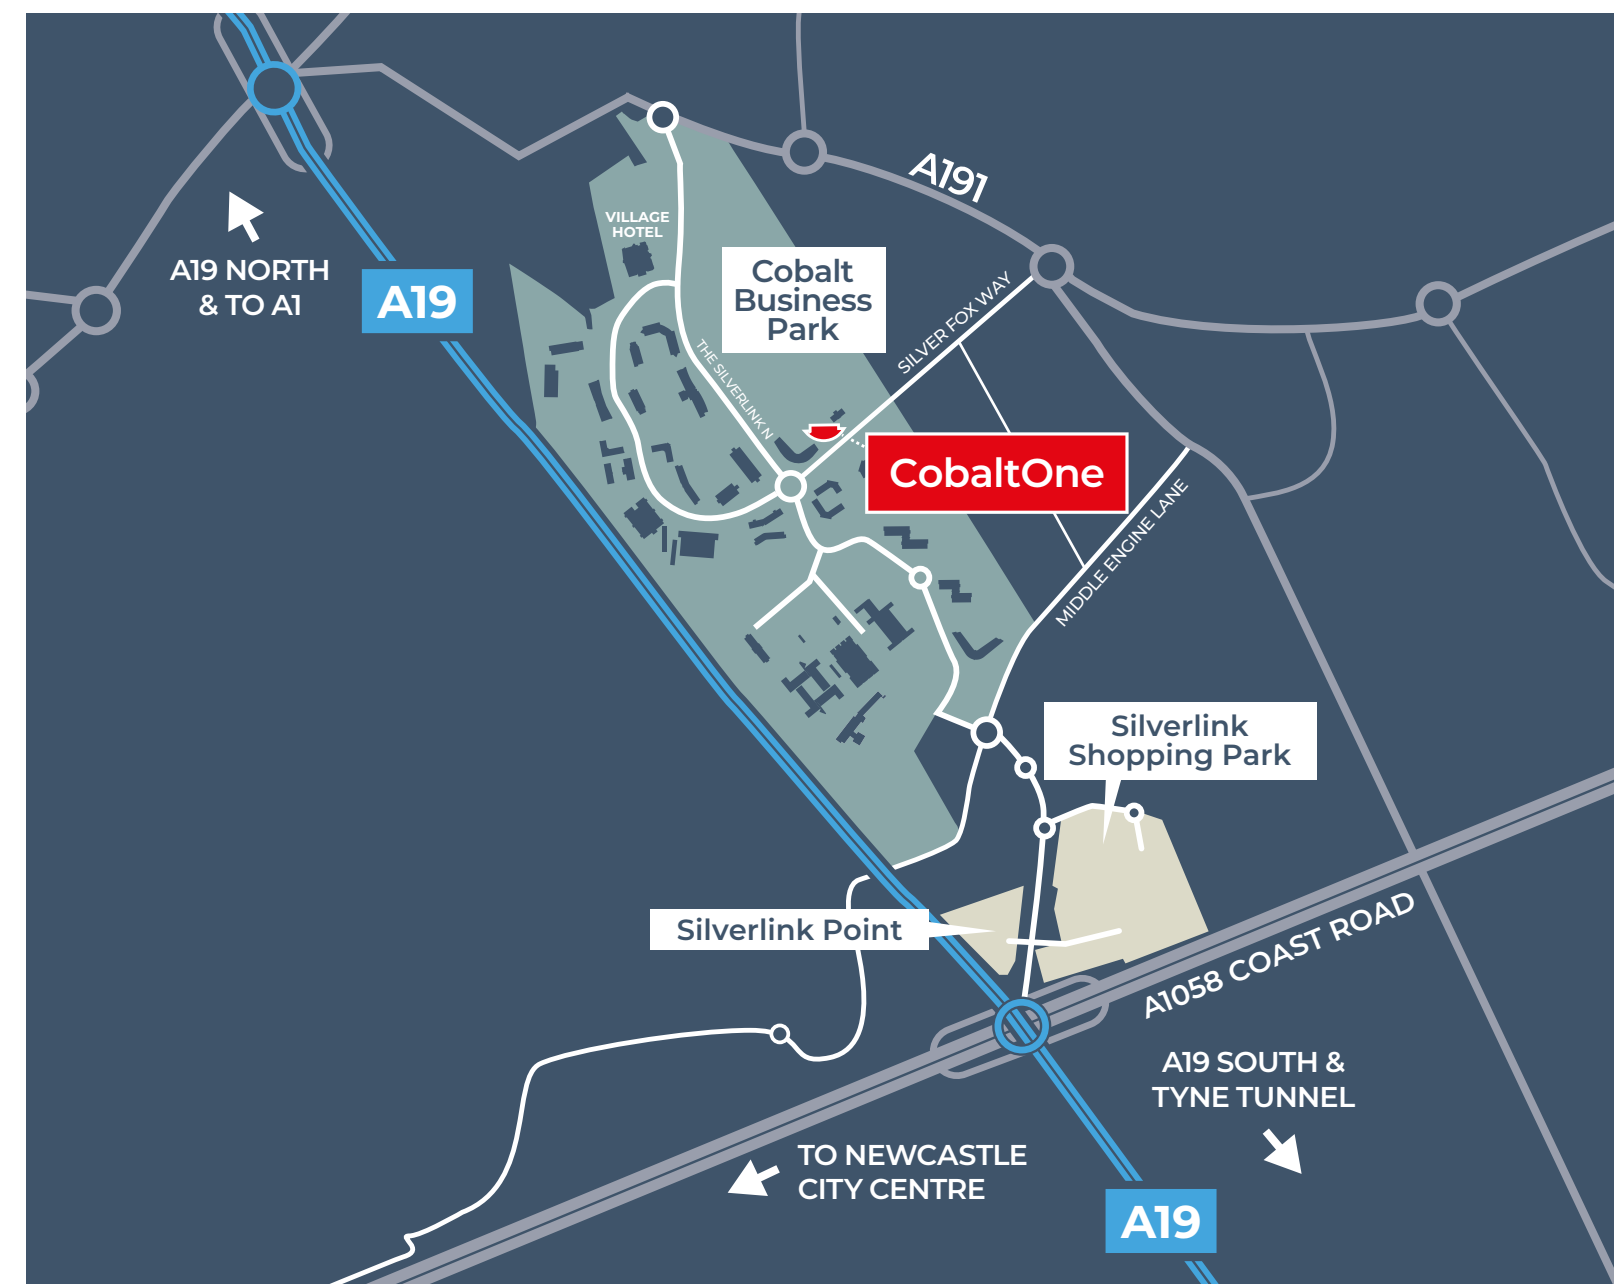 A191
VILLAGE
HOTEL
A19 NORTH
& TO A1
A19
Cobalt
Business
Park
SILVER FOX WAY
THE SILVERLINK N
CobaltOne
MIDDLE ENGINE LANE
Silverlink
Shopping Park
Silverlink Point
A1058 COAST ROAD
A19 SOUTH &
TYNE TUNNEL
TO NEWCASTLE
CITY CENTRE
A19